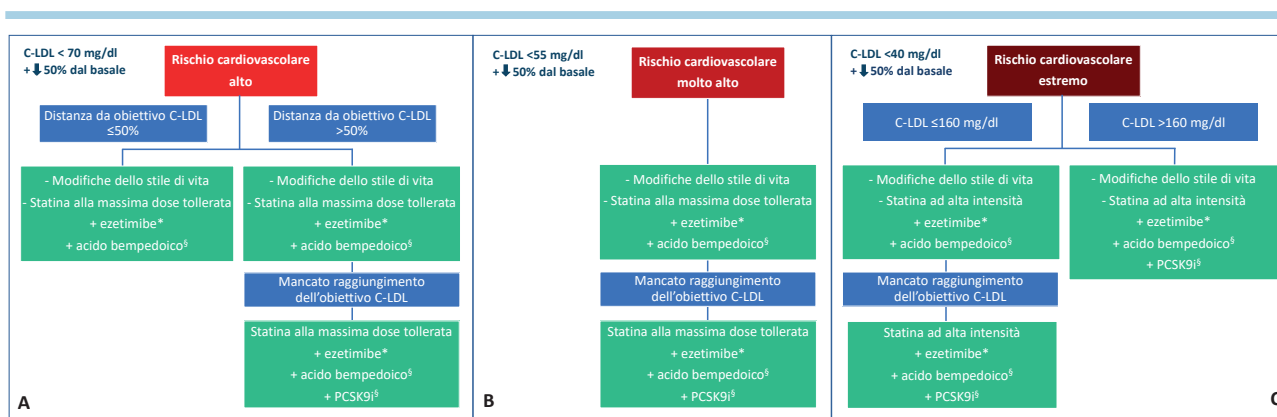 C-LDL < 70 mg/dl
+⬇50% dal basale
Rischio cardiovascolare
alto
Distanza da obiettivo C-LDL
≤50%
Distanza da obiettivo C-LDL
>50%
- Modifiche dello stile di vita
- Statina alla massima dose tollerata
+ ezetimibe*
+ acido bempedoico§
- Modifiche dello stile di vita
- Statina alla massima dose tollerata
+ ezetimibe*
+ acido bempedoico§
Mancato raggiungimento
dell'obiettivo C-LDL
Statina alla massima dose tollerata
+ ezetimibe*
+ acido bempedoico§
+ PCSK9i§
A
C-LDL <55 mg/dl
+⬇50% dal basale
Rischio cardiovascolare
molto alto
- Modifiche dello stile di vita
- Statina alla massima dose tollerata
+ ezetimibe*
+ acido bempedoico§
Mancato raggiungimento
dell'obiettivo C-LDL
Statina alla massima dose tollerata
+ ezetimibe*
+ acido bempedoico§
+ PCSK9i§
B
C-LDL <40 mg/dl
+⬇50% dal basale
Rischio cardiovascolare
estremo
C-LDL ≤160 mg/dl
C-LDL >160 mg/dl
- Modifiche dello stile di vita
- Statina ad alta intensità
+ ezetimibe*
+ acido bempedoico§
- Modifiche dello stile di vita
- Statina ad alta intensità
+ ezetimibe*
+ acido bempedoico§
+ PCSK9i§
Mancato raggiungimento
dell'obiettivo C-LDL
Statina ad alta intensità
+ ezetimibe*
+ acido bempedoico§
+ PCSK9i§
C